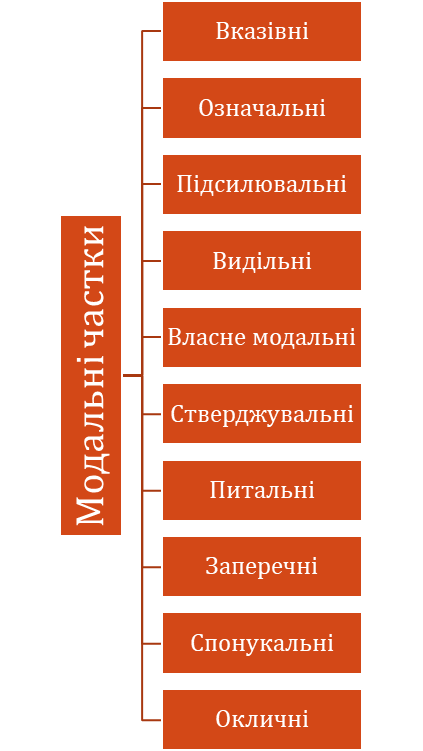 Модальні частки
Вказівні
Означальні
Підсилювальні
Видільні
Власне модальні
Стверджувальні
Питальні
Заперечні
Спонукальні
Окличні